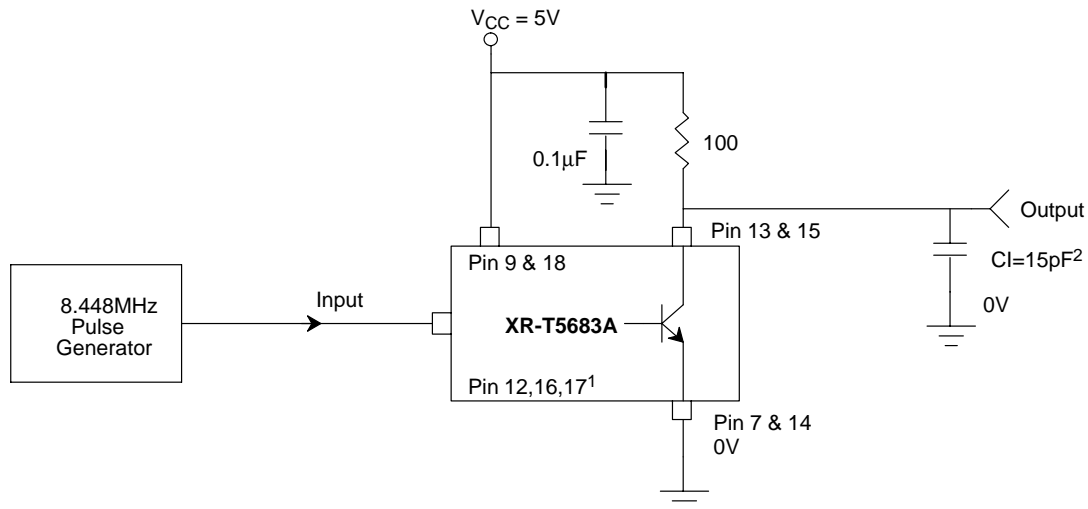 V_CC = 5V
0.1μF
100
Output
Pin 13 & 15
Pin 9 & 18
CI=15pF²
0V
8.448MHz
Pulse
Generator
Input
XR-T5683A
Pin 12,16,17¹
Pin 7 & 14
0V